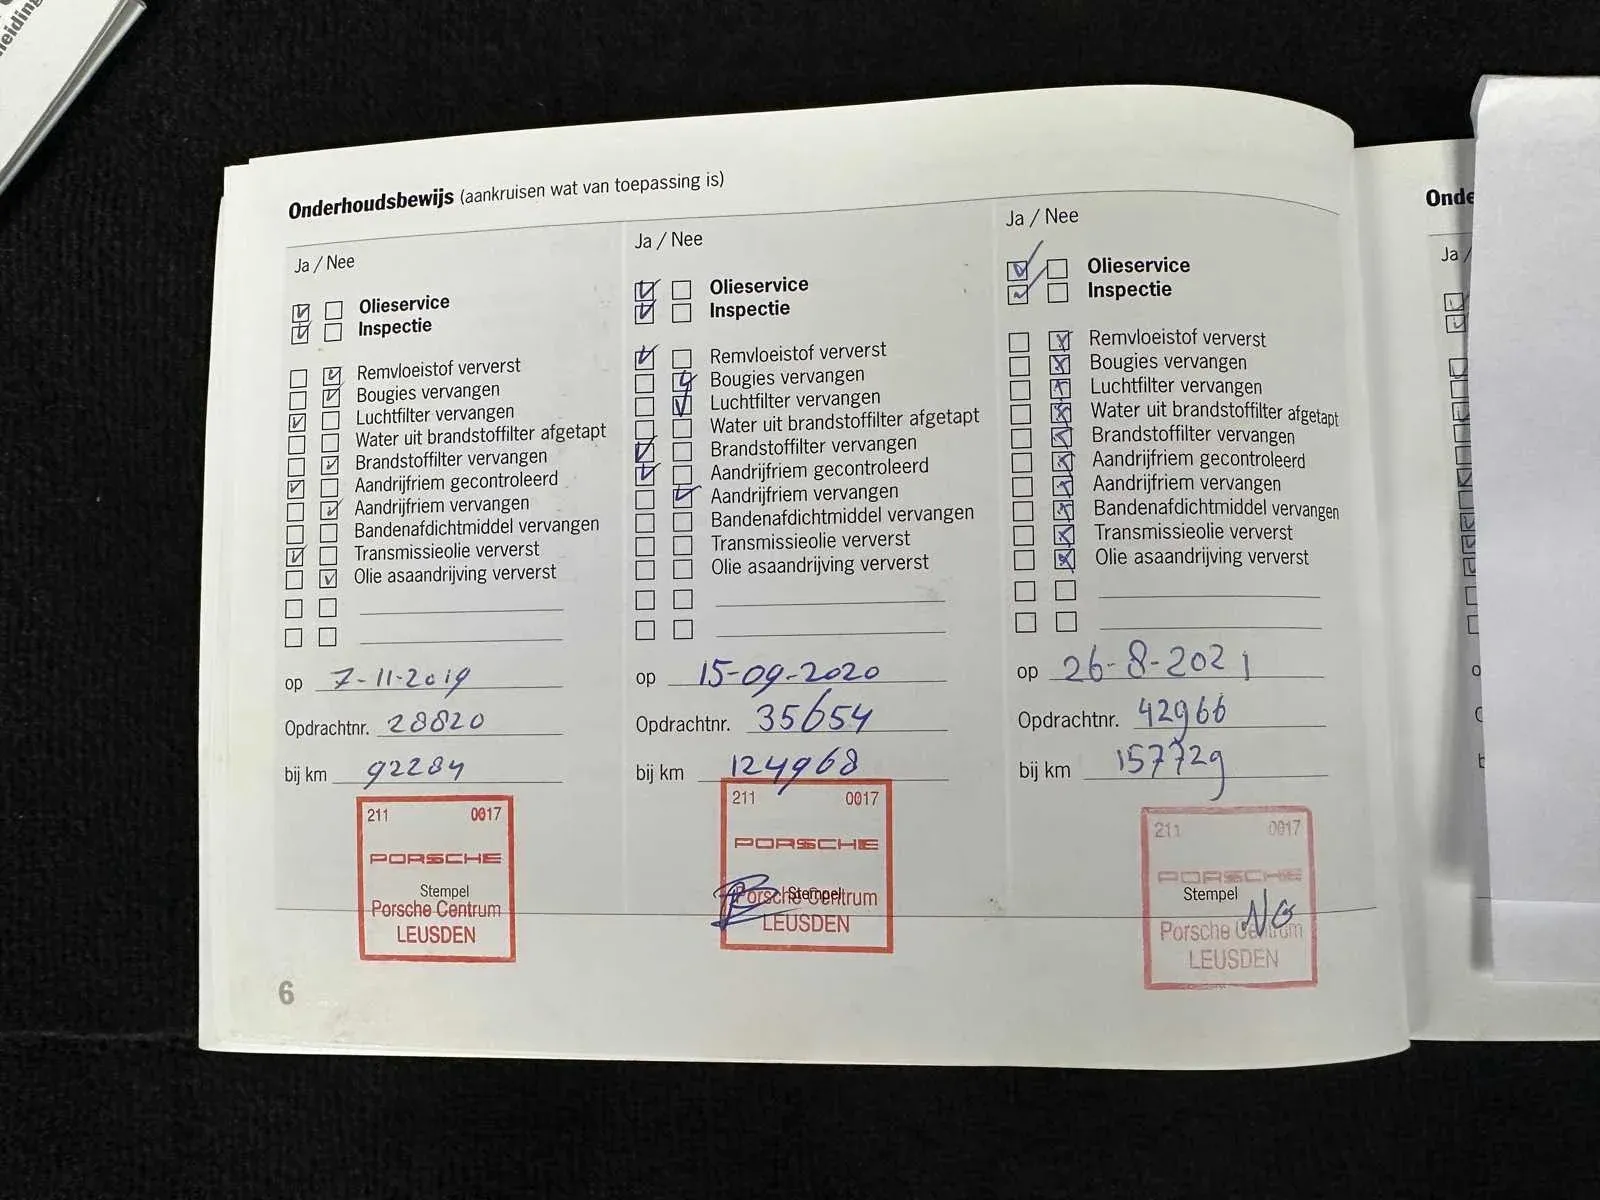 Onderhoudsbewijs (aankruisen wat van toepassing is)
Ja / Nee
Olieservice
Inspectie
Remvloeistof ververst
Bougies vervangen
Luchtfilter vervangen
Water uit brandstoffilter afgetapt
Brandstoffilter vervangen
Aandrijfriem gecontroleerd
Aandrijfriem vervangen
Bandenafdichtmiddel vervangen
Transmissieolie ververst
Olie asaandrijving ververst
op 7-11-2019
Opdrachtnr. 28820
bij km 92284
211 0017
PORSCHE
Stempel
Porsche Centrum
LEUSDEN
6
Ja / Nee
Olieservice
Inspectie
Remvloeistof ververst
Bougies vervangen
Luchtfilter vervangen
Water uit brandstoffilter afgetapt
Brandstoffilter vervangen
Aandrijfriem gecontroleerd
Aandrijfriem vervangen
Bandenafdichtmiddel vervangen
Transmissieolie ververst
Olie asaandrijving ververst
op 15-09-2020
Opdrachtnr. 35654
bij km 124968
211 0017
PORSCHE
Stempel
Porsche Centrum
LEUSDEN
Ja / Nee
Olieservice
Inspectie
Remvloeistof ververst
Bougies vervangen
Luchtfilter vervangen
Water uit brandstoffilter afgetapt
Brandstoffilter vervangen
Aandrijfriem gecontroleerd
Aandrijfriem vervangen
Bandenafdichtmiddel vervangen
Transmissieolie ververst
Olie asaandrijving ververst
op 26-8-2021
Opdrachtnr. 42966
bij km 157729
211 0017
PORSCHE
Stempel
Porsche Centrum
LEUSDEN
Onde
Ja /